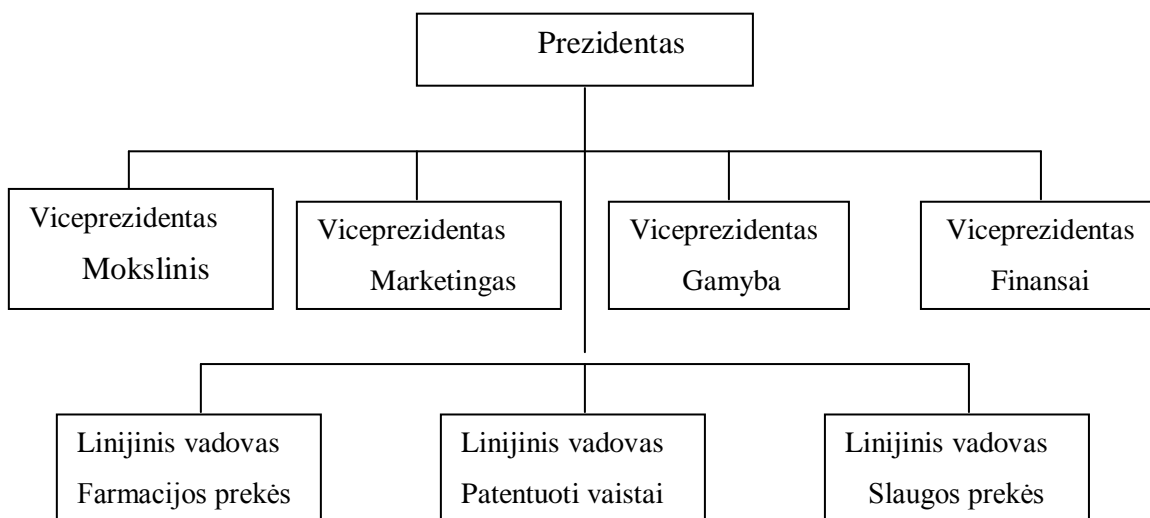 Prezidentas
Viceprezidentas
Mokslinis
Viceprezidentas
Marketingas
Viceprezidentas
Gamyba
Viceprezidentas
Finansai
Linijinis vadovas
Farmacijos prekės
Linijinis vadovas
Patentuoti vaistai
Linijinis vadovas
Slaugos prekės